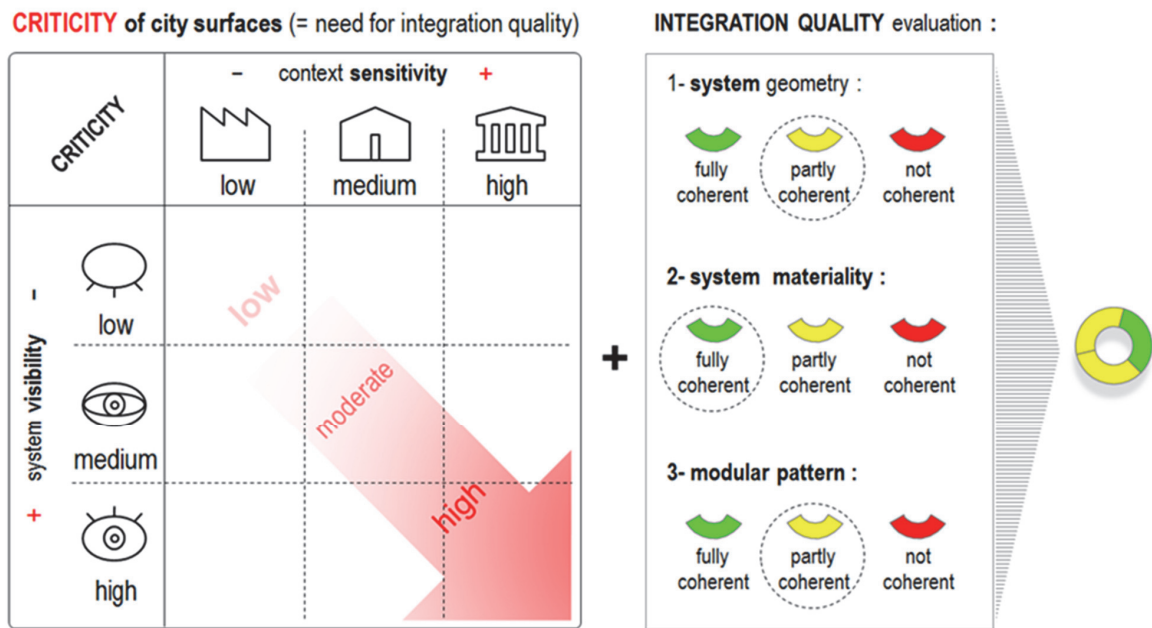 CRITICITY of city surfaces (= need for integration quality)
CRITICITY
- context sensitivity +
low
medium
high
+ system visibility -
low
medium
high
low
moderate
high
+
INTEGRATION QUALITY evaluation :
1- system geometry :
fully coherent
partly coherent
not coherent
2- system materiality :
fully coherent
partly coherent
not coherent
3- modular pattern :
fully coherent
partly coherent
not coherent